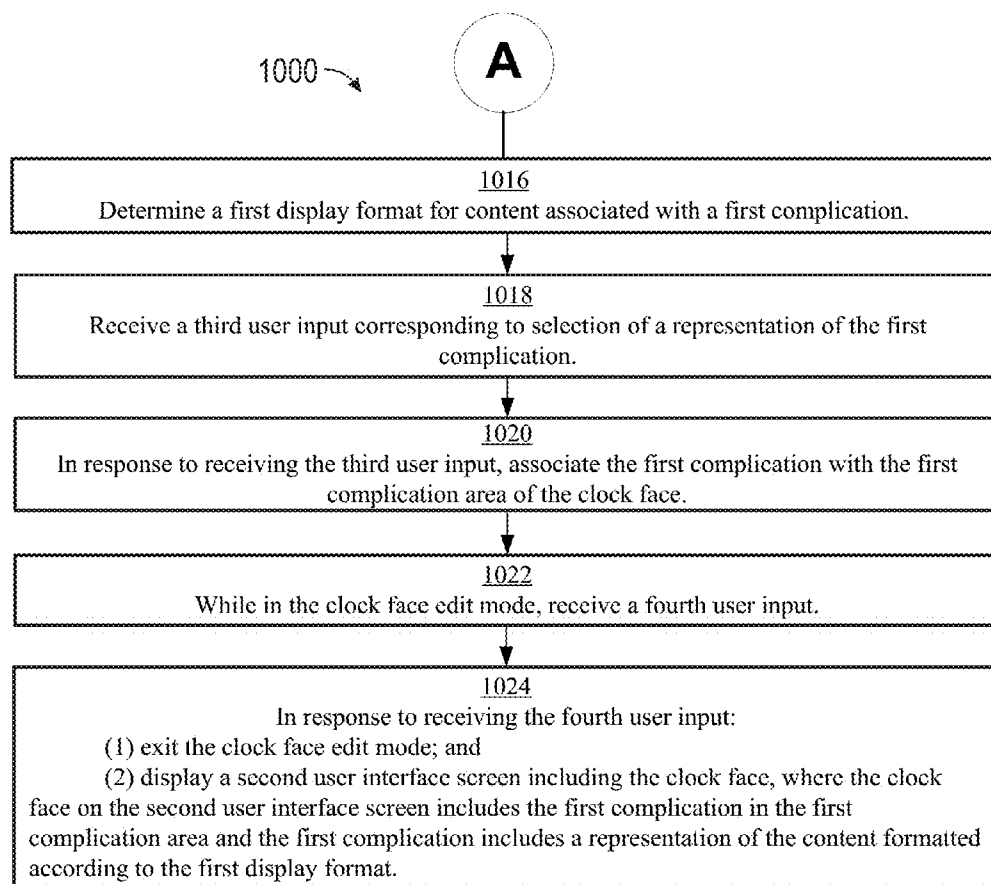 A
1000
1016
Determine a first display format for content associated with a first complication.
1018
Receive a third user input corresponding to selection of a representation of the first
complication.
1020
In response to receiving the third user input, associate the first complication with the first
complication area of the clock face.
1022
While in the clock face edit mode, receive a fourth user input.
1024
In response to receiving the fourth user input:
(1) exit the clock face edit mode; and
(2) display a second user interface screen including the clock face, where the clock
face on the second user interface screen includes the first complication in the first
complication area and the first complication includes a representation of the content formatted
according to the first display format.